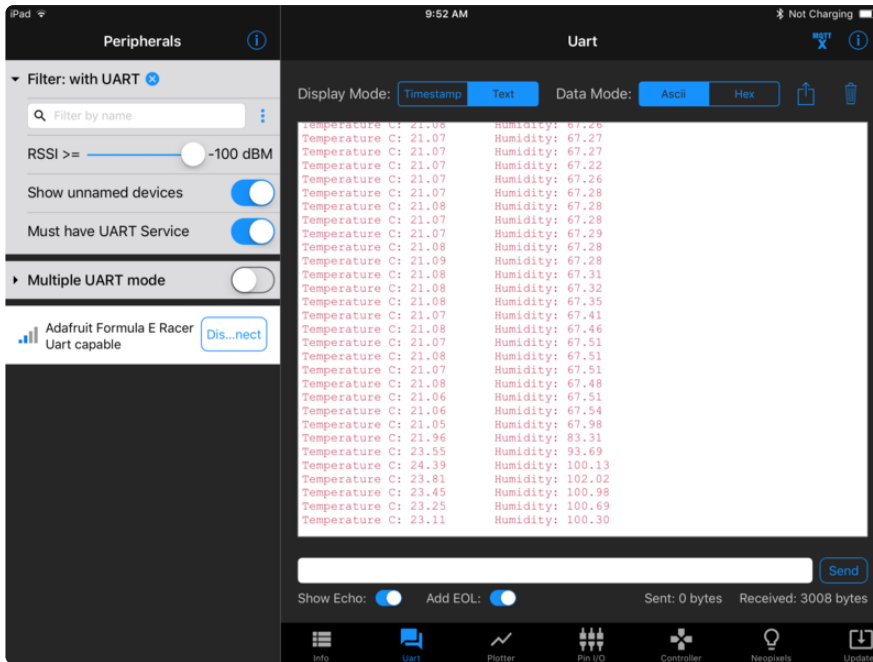 iPad
9:52 AM
Not Charging
Peripherals
Uart
MQTT
Filter: with UART
Filter by name
RSSI >=
-100 dBM
Show unnamed devices
Must have UART Service
Multiple UART mode
Adafruit Formula E Racer
Uart capable
Dis...nect
Display Mode: Timestamp Text Data Mode: Ascii Hex
Temperature C: 21.08 Humidity: 67.26
Temperature C: 21.07 Humidity: 67.27
Temperature C: 21.07 Humidity: 67.27
Temperature C: 21.07 Humidity: 67.22
Temperature C: 21.07 Humidity: 67.26
Temperature C: 21.07 Humidity: 67.28
Temperature C: 21.08 Humidity: 67.28
Temperature C: 21.07 Humidity: 67.28
Temperature C: 21.07 Humidity: 67.29
Temperature C: 21.08 Humidity: 67.28
Temperature C: 21.09 Humidity: 67.28
Temperature C: 21.08 Humidity: 67.31
Temperature C: 21.08 Humidity: 67.32
Temperature C: 21.08 Humidity: 67.35
Temperature C: 21.07 Humidity: 67.41
Temperature C: 21.08 Humidity: 67.46
Temperature C: 21.07 Humidity: 67.51
Temperature C: 21.08 Humidity: 67.51
Temperature C: 21.07 Humidity: 67.51
Temperature C: 21.08 Humidity: 67.48
Temperature C: 21.06 Humidity: 67.51
Temperature C: 21.06 Humidity: 67.54
Temperature C: 21.05 Humidity: 67.98
Temperature C: 21.96 Humidity: 83.31
Temperature C: 23.55 Humidity: 93.69
Temperature C: 24.39 Humidity: 100.13
Temperature C: 23.81 Humidity: 102.02
Temperature C: 23.45 Humidity: 100.98
Temperature C: 23.25 Humidity: 100.69
Temperature C: 23.11 Humidity: 100.30
Send
Show Echo: Add EOL: Sent: 0 bytes Received: 3008 bytes
Info Uart Plotter Pin I/O Controller Neopixels Update